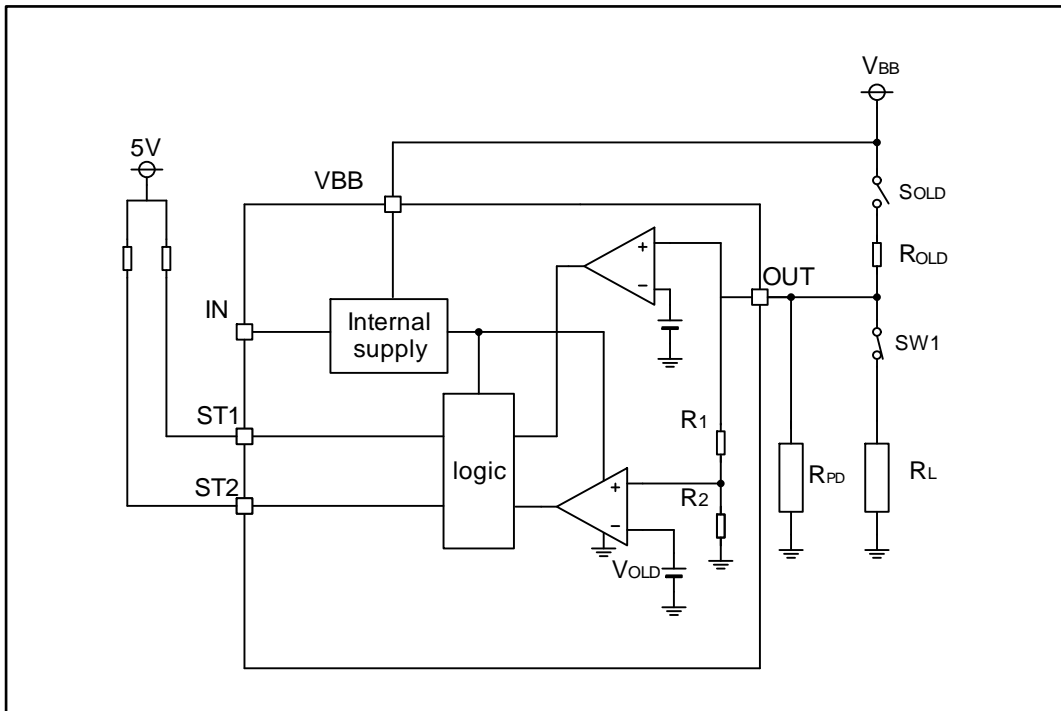 VBB
5V
VBB
SOLD
ROLD
OUT
IN
Internal
supply
SW1
ST1
R1
logic
RPD
RL
ST2
R2
VOLD
+
−
+
−